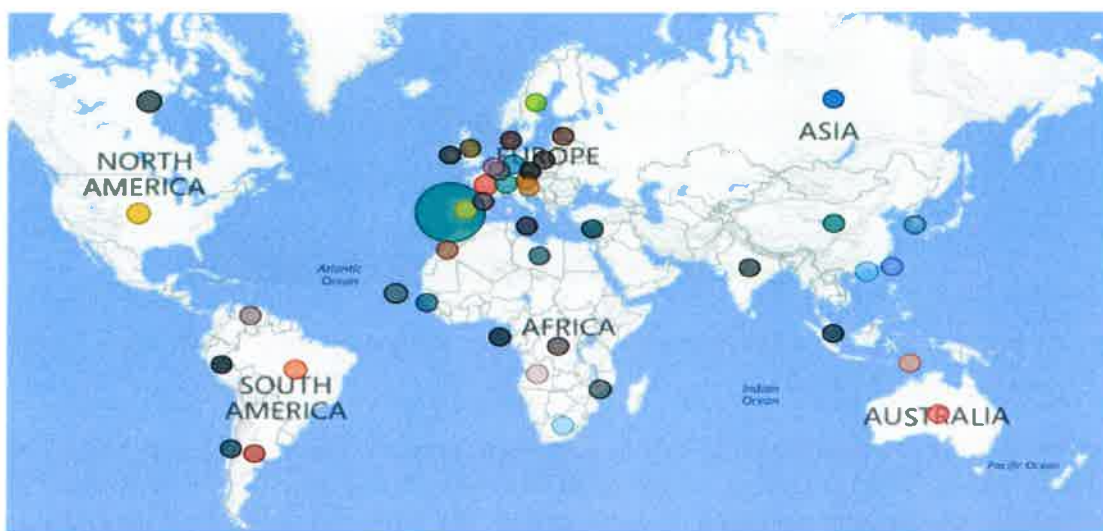 ASIA
EUROPE
NORTH
AMERICA
Atlantic
Ocean
AFRICA
SOUTH
AMERICA
Indian
Ocean
AUSTRALIA
Pacific Ocean